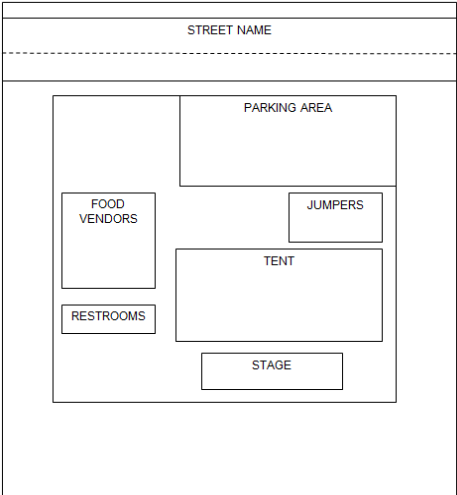 STREET NAME
PARKING AREA
FOOD
VENDORS
JUMPERS
TENT
RESTROOMS
STAGE